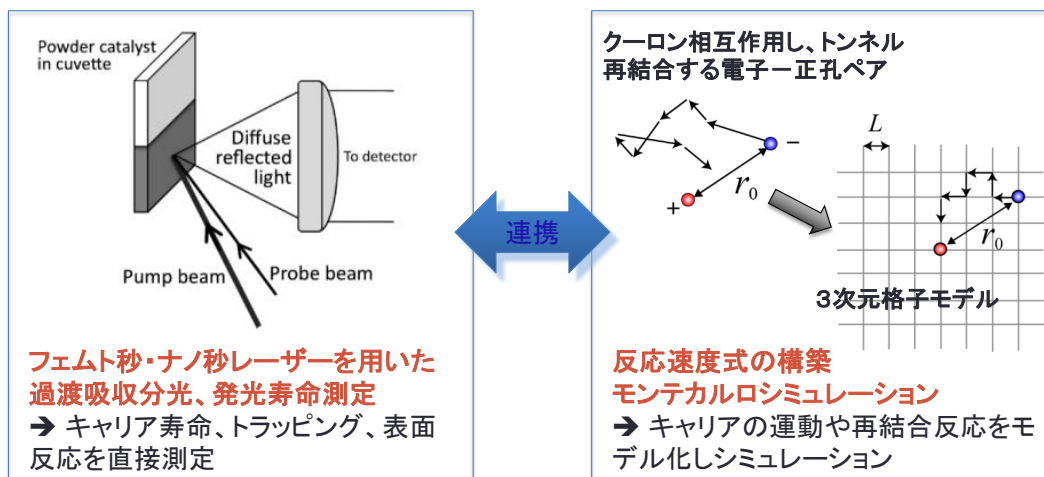 Powder catalyst
in cuvette
Diffuse
reflected
light
To detector
Pump beam
Probe beam
フェムト秒・ナノ秒レーザーを用いた
過渡吸収分光、発光寿命測定
➔ キャリア寿命、トラッピング、表面
反応を直接測定
連携
クーロン相互作用し、トンネル
再結合する電子－正孔ペア
−
r0
+
L
r0
３次元格子モデル
反応速度式の構築
モンテカルロシミュレーション
➔ キャリアの運動や再結合反応をモ
デル化しシミュレーション